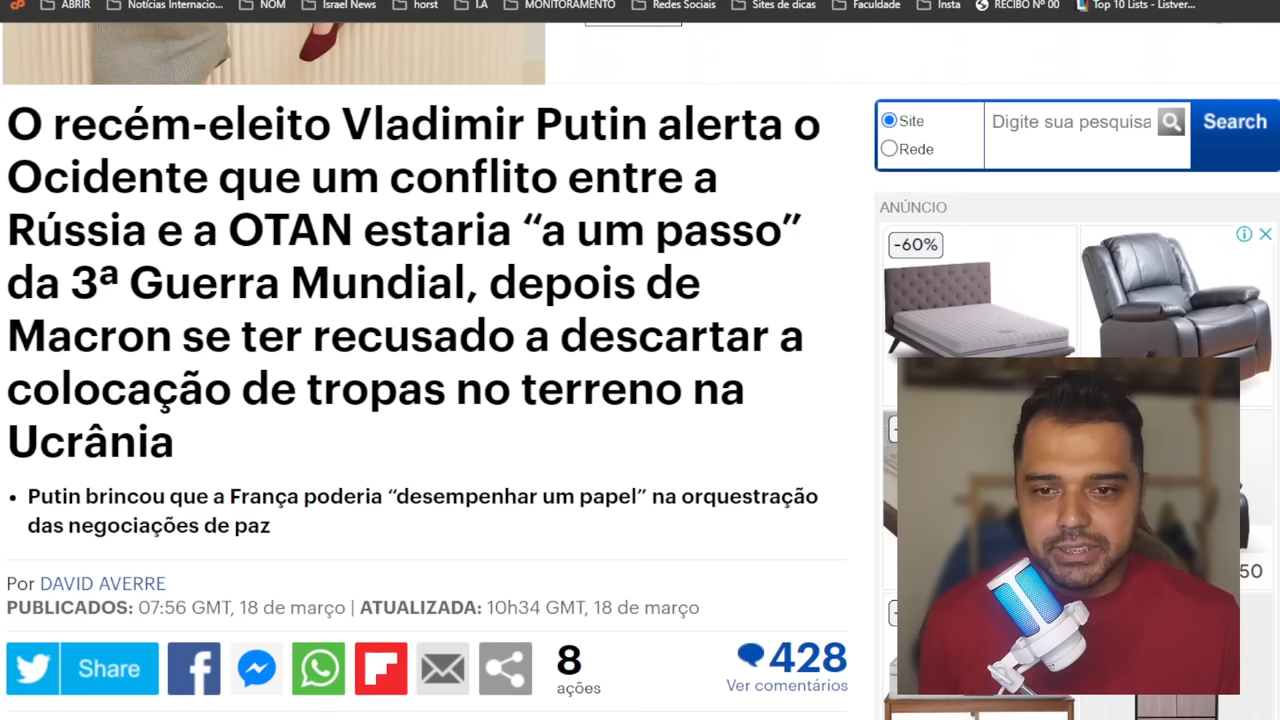 ABRIR Notícias Internacio... NOM Israel News horst I.A MONITORAMENTO Redes Sociais Sites de dicas Faculdade Insta RECIBO Nº 00 Top 10 Lists - Listver...
O recém-eleito Vladimir Putin alerta o
Ocidente que um conflito entre a
Rússia e a OTAN estaria “a um passo”
da 3ª Guerra Mundial, depois de
Macron se ter recusado a descartar a
colocação de tropas no terreno na
Ucrânia
• Putin brincou que a França poderia “desempenhar um papel” na orquestração
das negociações de paz
Por DAVID AVERRE
PUBLICADOS: 07:56 GMT, 18 de março | ATUALIZADA: 10h34 GMT, 18 de março
Share
8
ações
428
Ver comentários
Site
Rede
Digite sua pesquisa
Search
ANÚNCIO
-60%
50